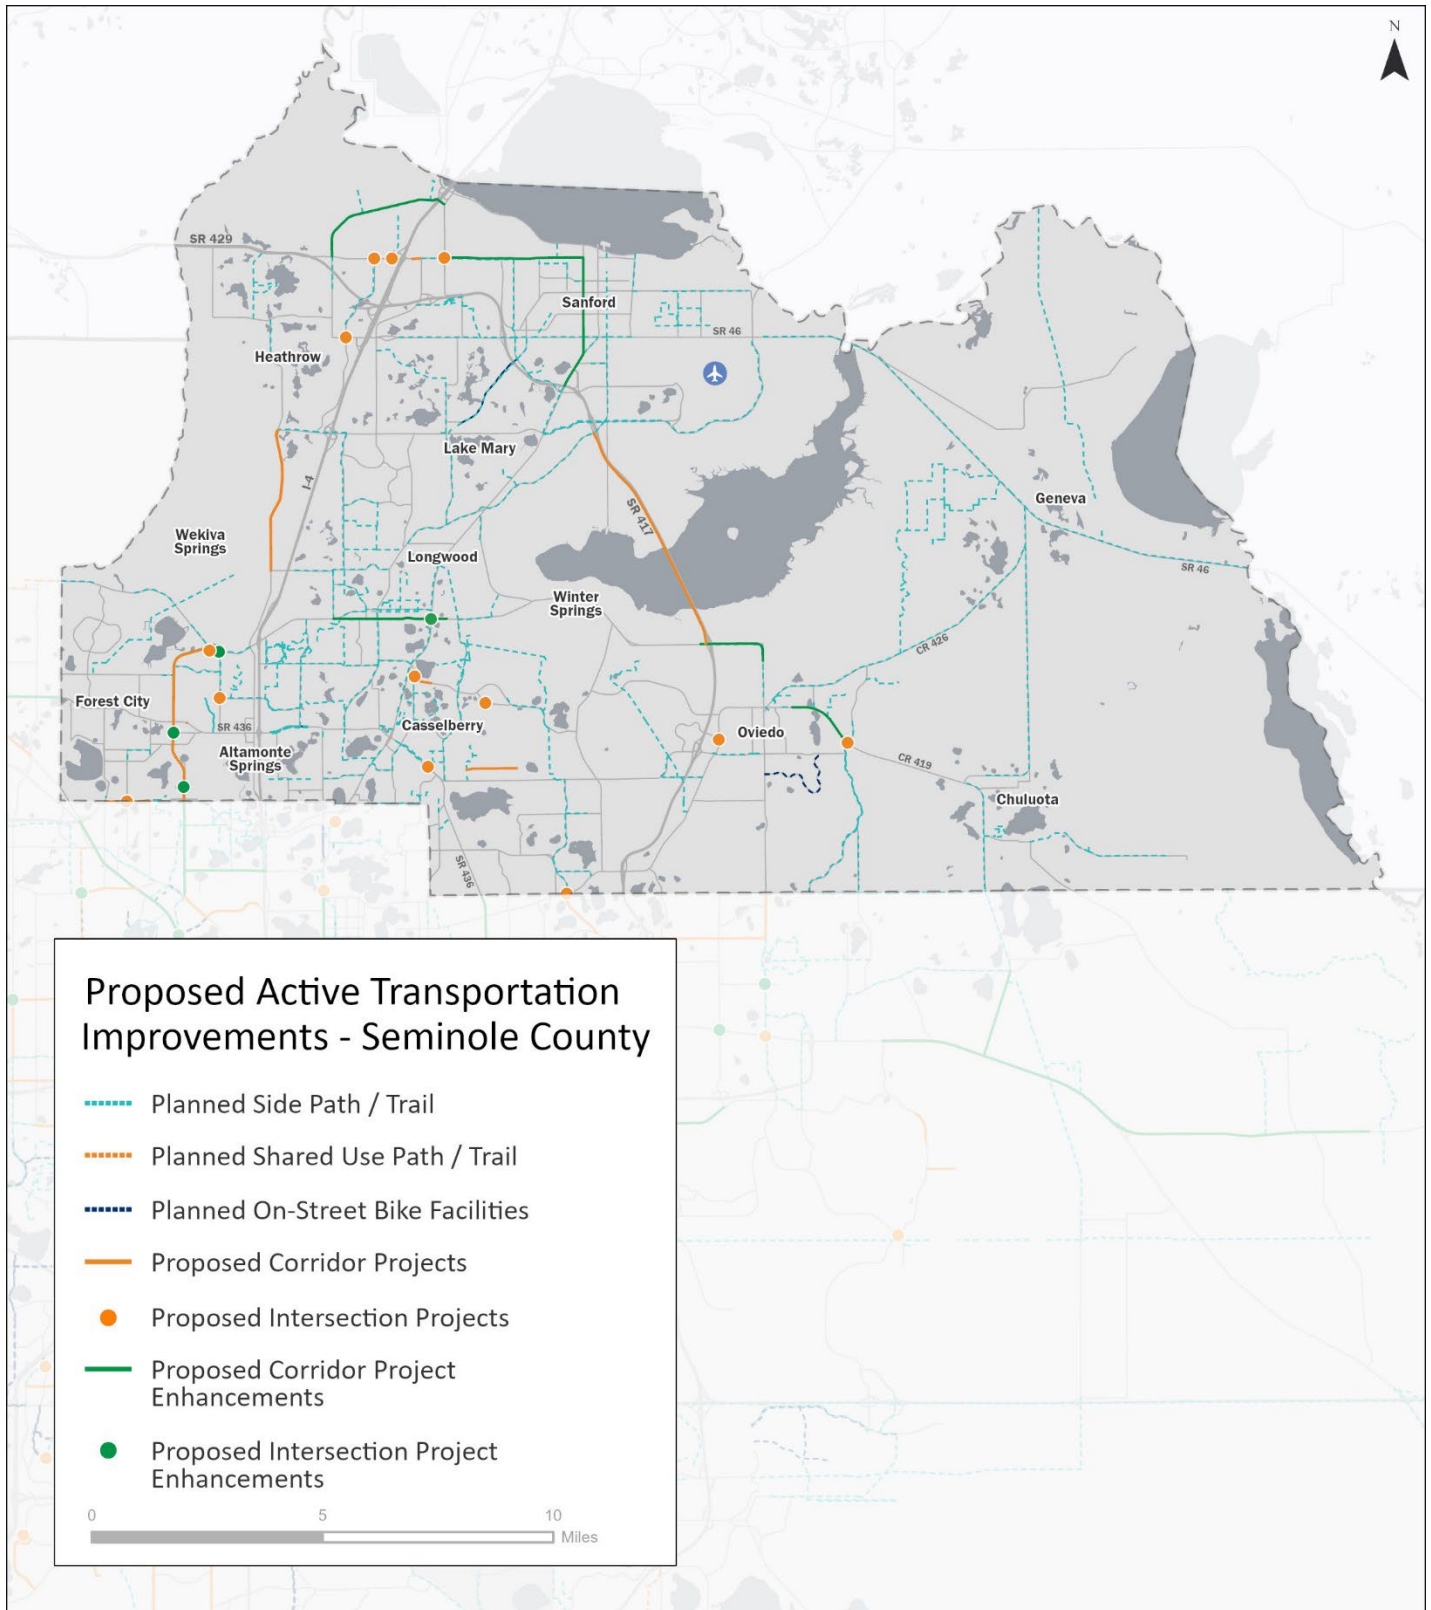 N
SR 429
Sanford
SR 46
Heathrow
Lake Mary
I-4
SR 417
Geneva
Wekiva
Springs
Longwood
SR 46
Winter
Springs
CR 426
Forest City
SR 436
Casselberry
Oviedo
Altamonte
Springs
CR 419
Chuluota
SR 436
Proposed Active Transportation
Improvements - Seminole County
Planned Side Path / Trail
Planned Shared Use Path / Trail
Planned On-Street Bike Facilities
Proposed Corridor Projects
Proposed Intersection Projects
Proposed Corridor Project
Enhancements
Proposed Intersection Project
Enhancements
0 5 10
Miles